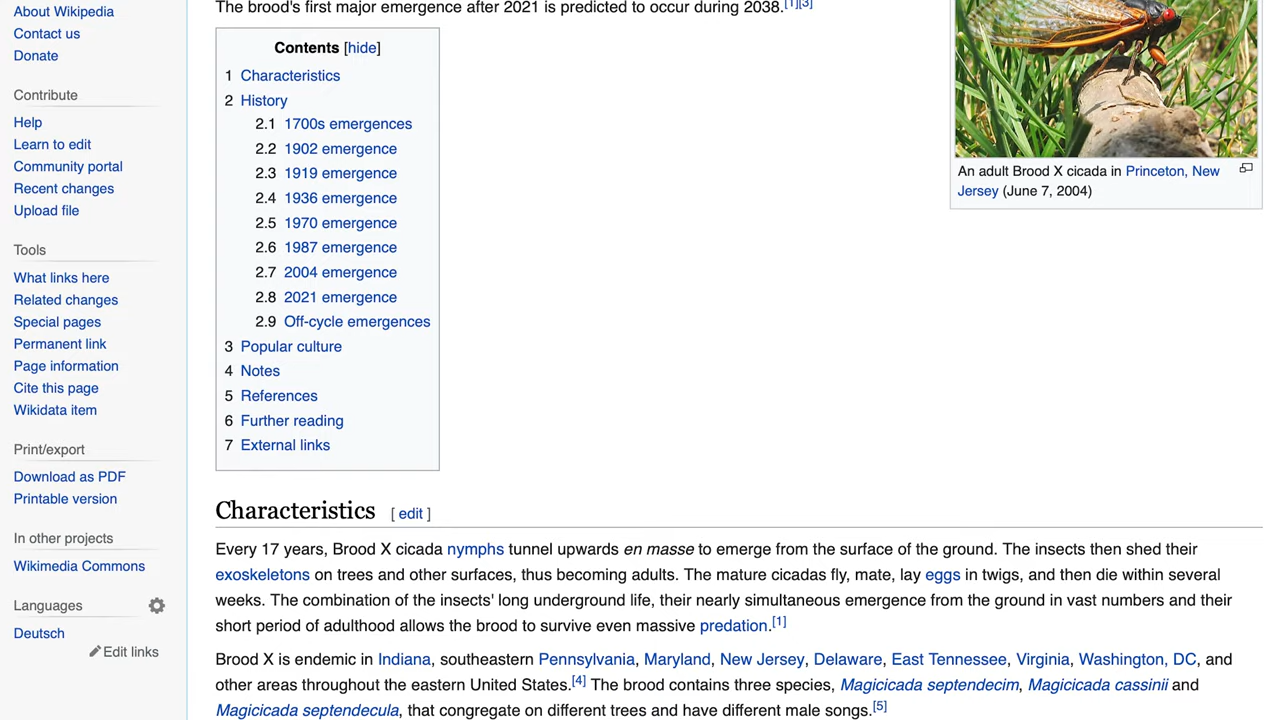 About Wikipedia
Contact us
Donate
Contribute
Help
Learn to edit
Community portal
Recent changes
Upload file
Tools
What links here
Related changes
Special pages
Permanent link
Page information
Cite this page
Wikidata item
Print/export
Download as PDF
Printable version
In other projects
Wikimedia Commons
Languages
Deutsch
Edit links
The brood's first major emergence after 2021 is predicted to occur during 2038.[1][3]
Contents [hide]
1 Characteristics
2 History
2.1 1700s emergences
2.2 1902 emergence
2.3 1919 emergence
2.4 1936 emergence
2.5 1970 emergence
2.6 1987 emergence
2.7 2004 emergence
2.8 2021 emergence
2.9 Off-cycle emergences
3 Popular culture
4 Notes
5 References
6 Further reading
7 External links
An adult Brood X cicada in Princeton, New
Jersey (June 7, 2004)
Characteristics [ edit ]
Every 17 years, Brood X cicada nymphs tunnel upwards en masse to emerge from the surface of the ground. The insects then shed their
exoskeletons on trees and other surfaces, thus becoming adults. The mature cicadas fly, mate, lay eggs in twigs, and then die within several
weeks. The combination of the insects' long underground life, their nearly simultaneous emergence from the ground in vast numbers and their
short period of adulthood allows the brood to survive even massive predation.[1]
Brood X is endemic in Indiana, southeastern Pennsylvania, Maryland, New Jersey, Delaware, East Tennessee, Virginia, Washington, DC, and
other areas throughout the eastern United States.[4] The brood contains three species, Magicicada septendecim, Magicicada cassinii and
Magicicada septendecula, that congregate on different trees and have different male songs.[5]